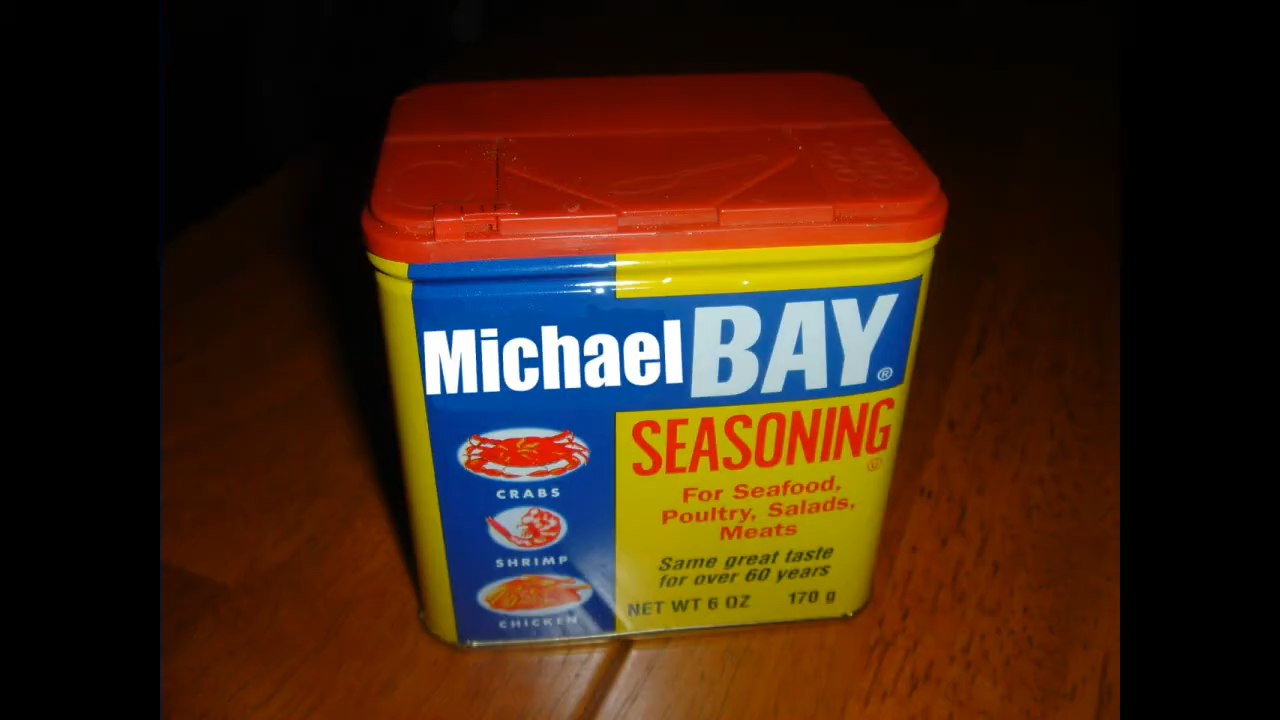 Michael BAY®
SEASONING
U
For Seafood,
Poultry, Salads,
Meats
Same great taste
for over 60 years
NET WT 6 OZ 170 g
CRABS
SHRIMP
CHICKEN